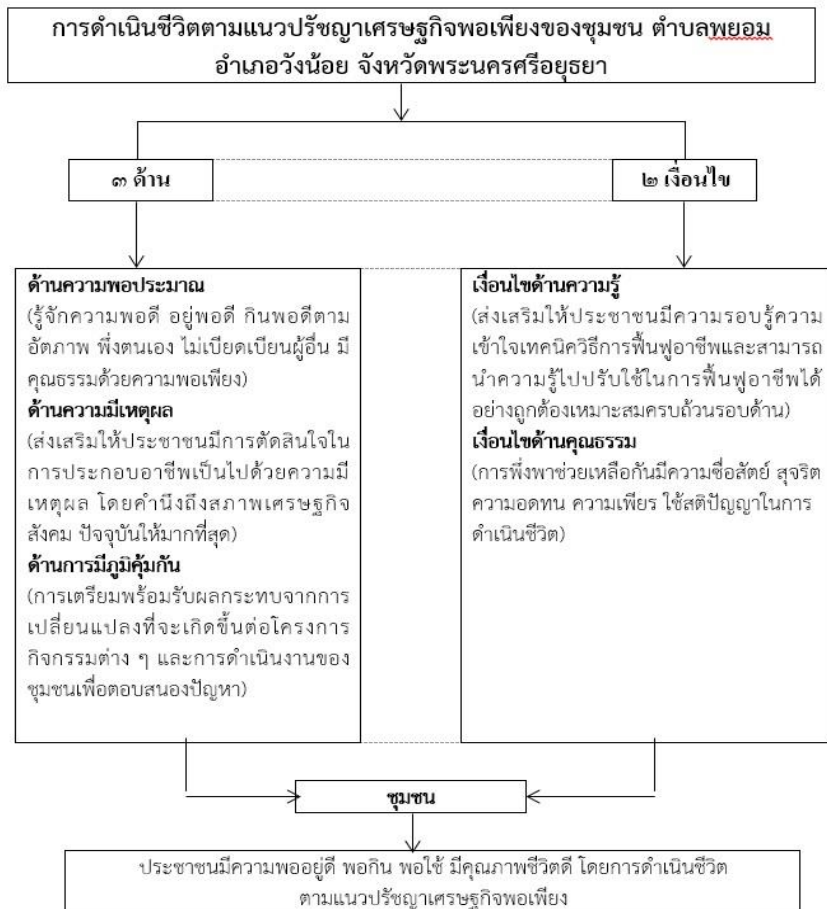 การดำเนินชีวิตตามแนวปรัชญาเศรษฐกิจพอเพียงของชุมชน ตำบลพยอม
อำเภอวังน้อย จังหวัดพระนครศรีอยุธยา
๓ ด้าน
๒ เงื่อนไข
ด้านความพอประมาณ
(รู้จักความพอดี อยู่พอดี กินพอดีตาม
อัตภาพ พึ่งตนเอง ไม่เบียดเบียนผู้อื่น มี
คุณธรรมด้วยความพอเพียง)
ด้านความมีเหตุผล
(ส่งเสริมให้ประชาชนมีการตัดสินใจใน
การประกอบอาชีพเป็นไปด้วยความมี
เหตุผล โดยคำนึงถึงสภาพเศรษฐกิจ
สังคม ปัจจุบันให้มากที่สุด)
ด้านการมีภูมิคุ้มกัน
(การเตรียมพร้อมรับผลกระทบจากการ
เปลี่ยนแปลงที่จะเกิดขึ้นต่อโครงการ
กิจกรรมต่าง ๆ และการดำเนินงานของ
ชุมชนเพื่อตอบสนองปัญหา)
เงื่อนไขด้านความรู้
(ส่งเสริมให้ประชาชนมีความรอบรู้ความ
เข้าใจเทคนิควิธีการฟื้นฟูอาชีพและสามารถ
นำความรู้ไปปรับใช้ในการฟื้นฟูอาชีพได้
อย่างถูกต้องเหมาะสมครบถ้วนรอบด้าน)
เงื่อนไขด้านคุณธรรม
(การพึ่งพาช่วยเหลือกันมีความซื่อสัตย์ สุจริต
ความอดทน ความเพียร ใช้สติปัญญาในการ
ดำเนินชีวิต)
ชุมชน
ประชาชนมีความพออยู่ดี พอกิน พอใช้ มีคุณภาพชีวิตดี โดยการดำเนินชีวิต
ตามแนวปรัชญาเศรษฐกิจพอเพียง